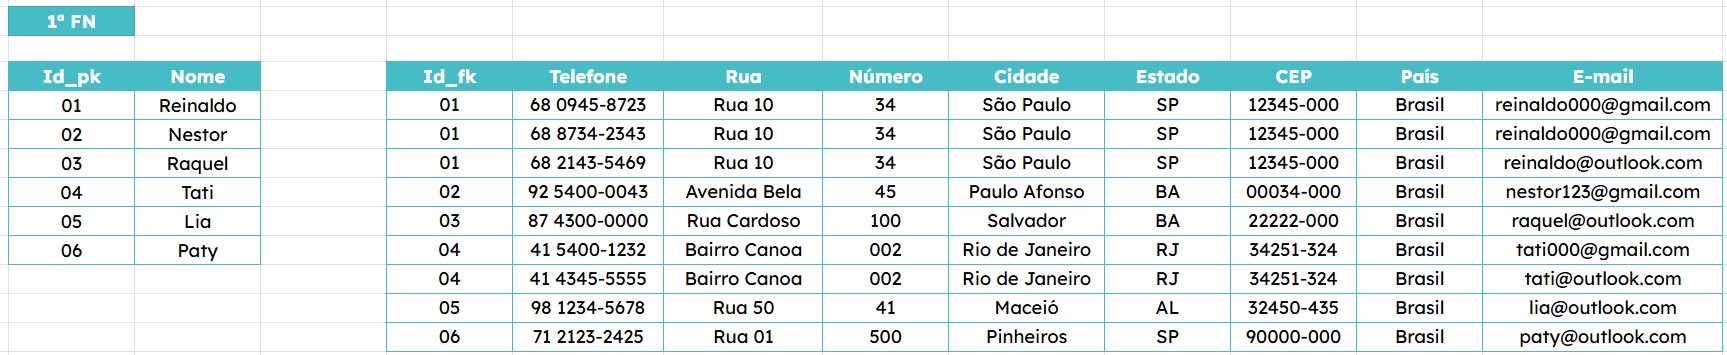 1ª FN
Id_pk Nome Id_fk Telefone Rua Número Cidade Estado CEP País E-mail
01 Reinaldo 01 68 0945-8723 Rua 10 34 São Paulo SP 12345-000 Brasil reinaldo000@gmail.com
02 Nestor 01 68 8734-2343 Rua 10 34 São Paulo SP 12345-000 Brasil reinaldo000@gmail.com
03 Raquel 01 68 2143-5469 Rua 10 34 São Paulo SP 12345-000 Brasil reinaldo@outlook.com
04 Tati 02 92 5400-0043 Avenida Bela 45 Paulo Afonso BA 00034-000 Brasil nestor123@gmail.com
05 Lia 03 87 4300-0000 Rua Cardoso 100 Salvador BA 22222-000 Brasil raquel@outlook.com
06 Paty 04 41 5400-1232 Bairro Canoa 002 Rio de Janeiro RJ 34251-324 Brasil tati000@gmail.com
04 41 4345-5555 Bairro Canoa 002 Rio de Janeiro RJ 34251-324 Brasil tati@outlook.com
05 98 1234-5678 Rua 50 41 Maceió AL 32450-435 Brasil lia@outlook.com
06 71 2123-2425 Rua 01 500 Pinheiros SP 90000-000 Brasil paty@outlook.com